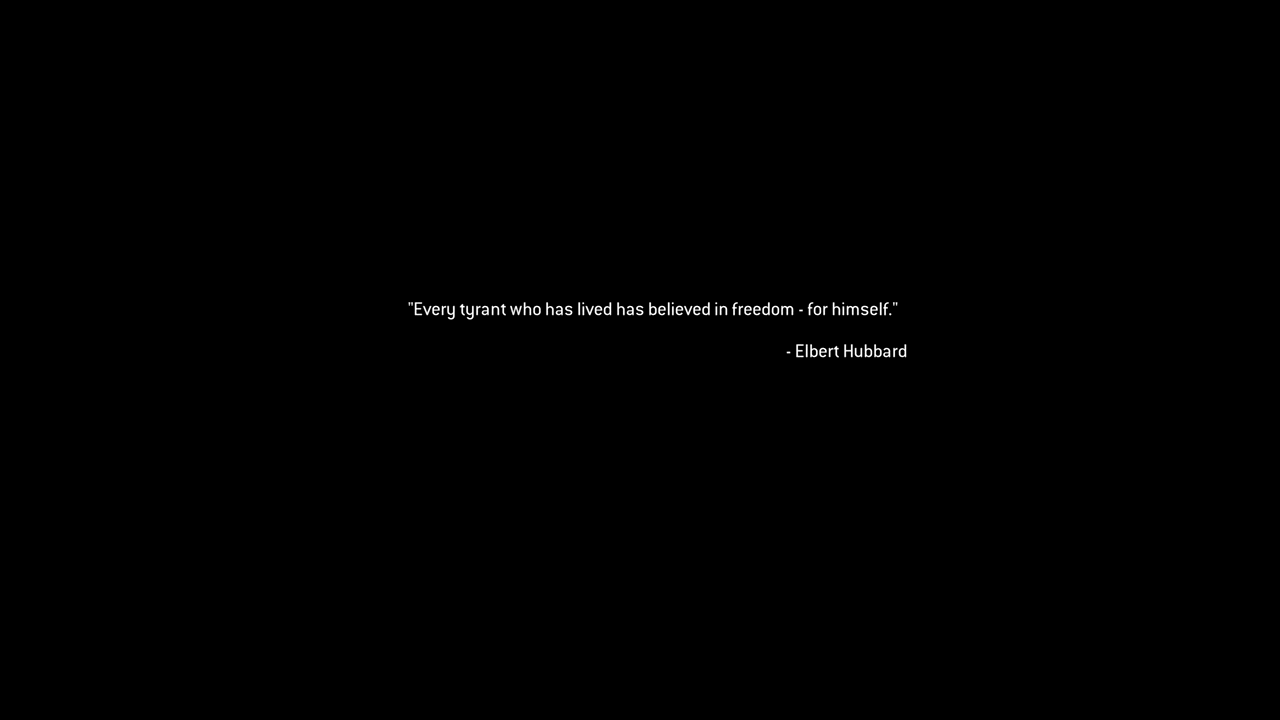 "Every tyrant who has lived has believed in freedom - for himself."
- Elbert Hubbard